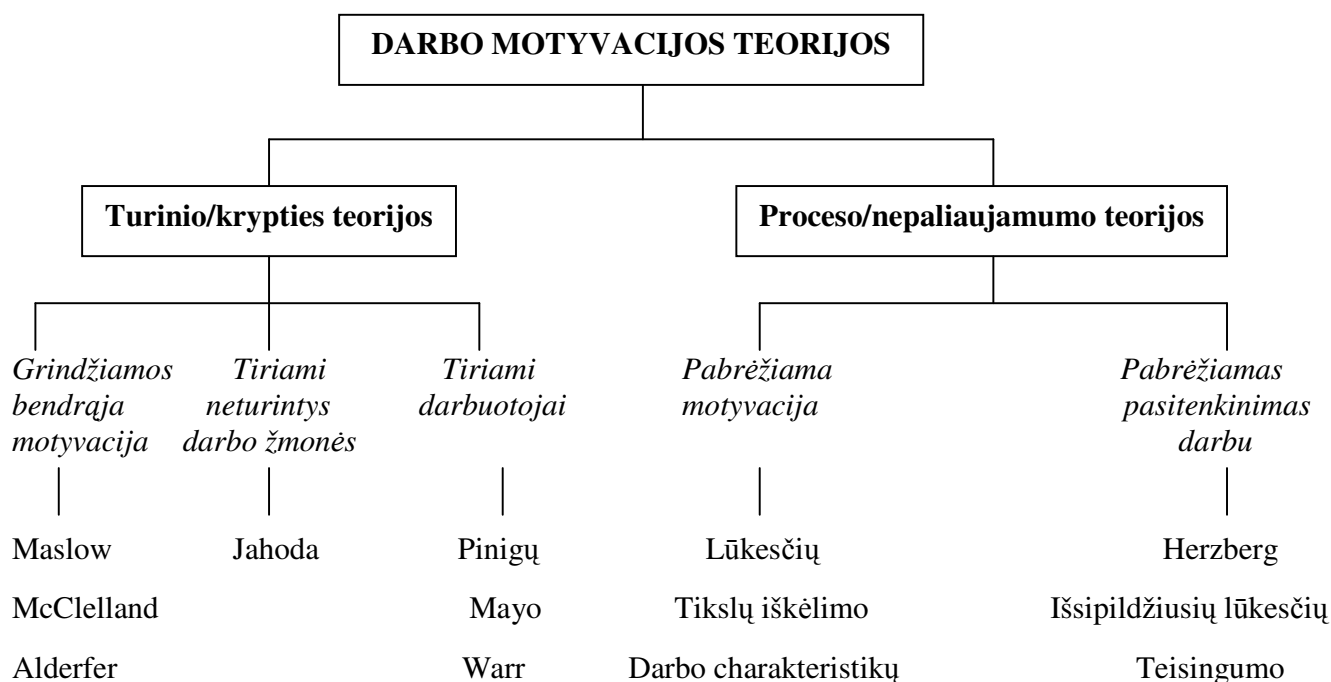 DARBO MOTYVACIJOS TEORIJOS
Turinio/krypties teorijos
Proceso/nepaliaujamumo teorijos
Grindžiamos
bendrąja
motyvacija
Tiriami
neturintys
darbo žmonės
Tiriami
darbuotojai
Pabrėžiama
motyvacija
Pabrėžiamas
pasitenkinimas
darbu
Maslow
McClelland
Alderfer
Jahoda
Pinigų
Mayo
Warr
Lūkesčių
Tikslų iškėlimo
Darbo charakteristikų
Herzberg
Išsipildžiusių lūkesčių
Teisingumo